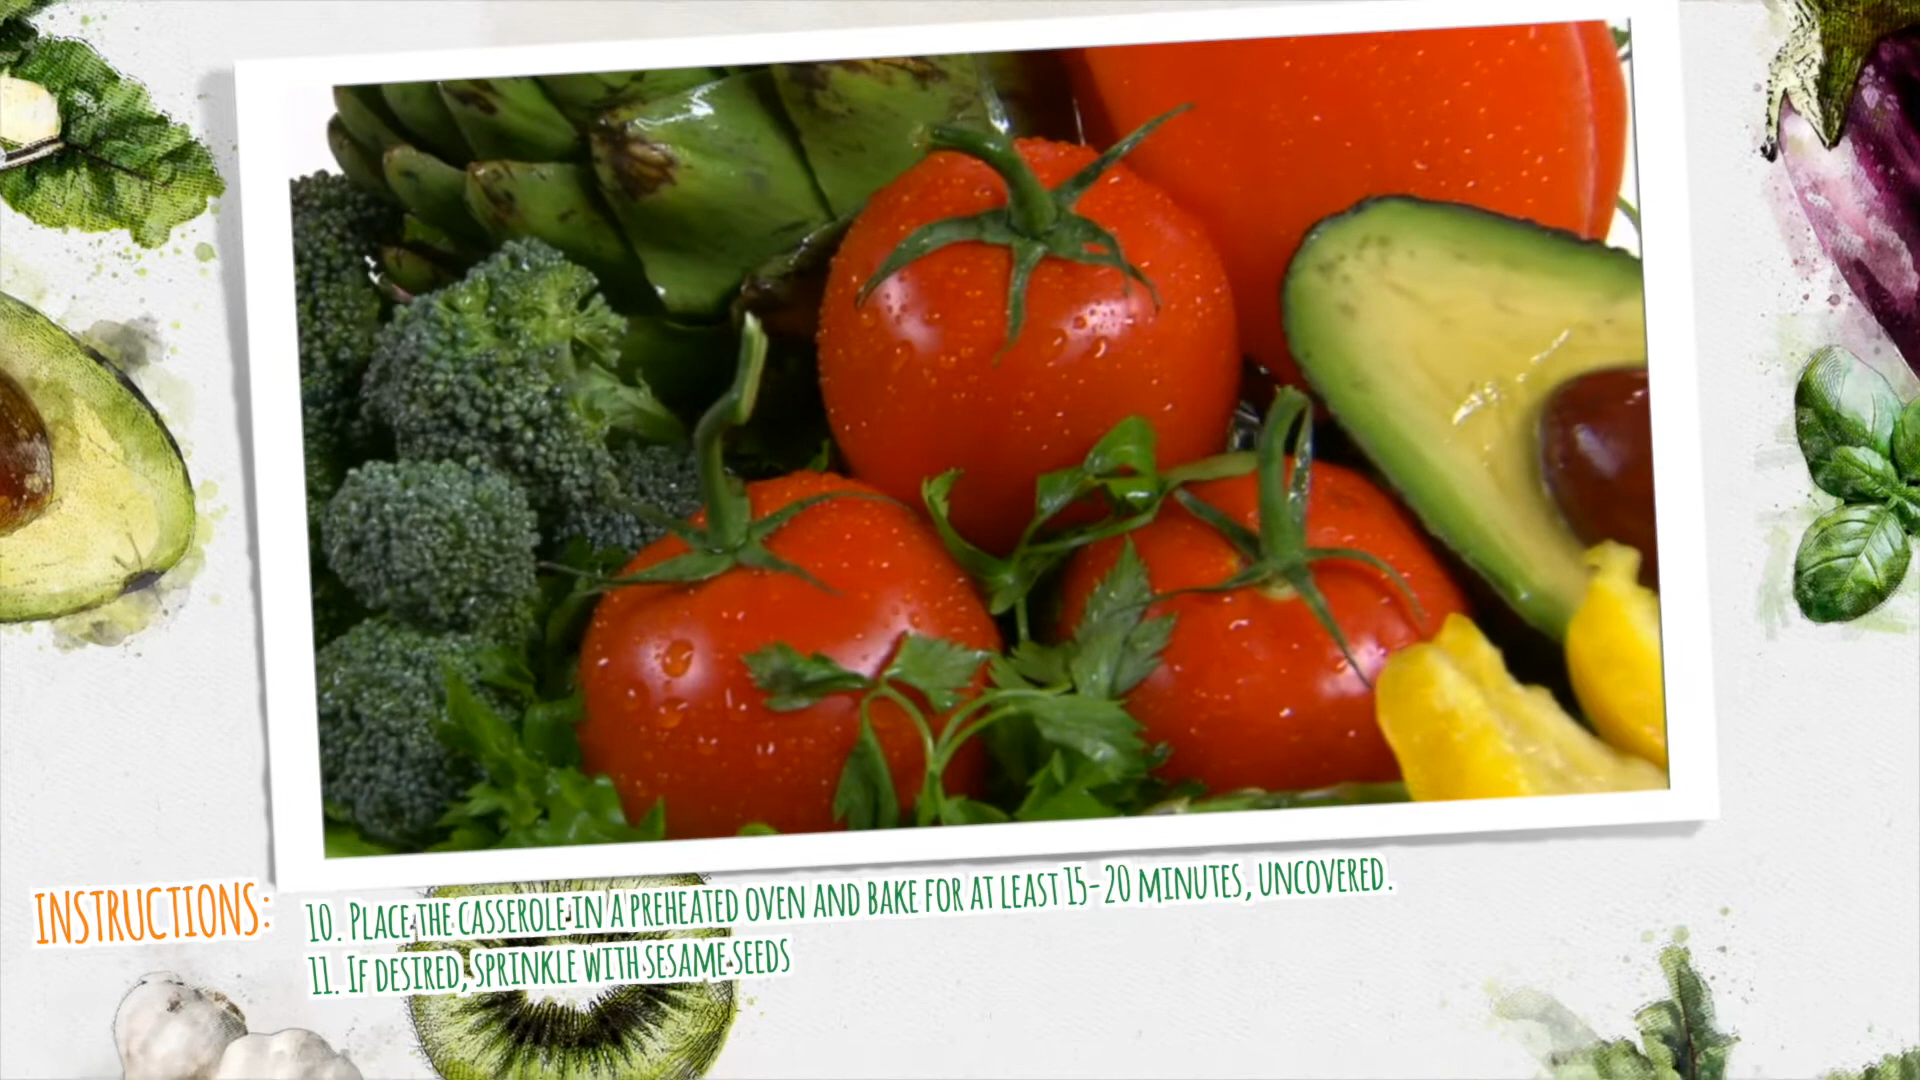 INSTRUCTIONS:
10. PLACE THE CASSEROLE IN A PREHEATED OVEN AND BAKE FOR AT LEAST 15-20 MINUTES, UNCOVERED.
11. IF DESIRED, SPRINKLE WITH SESAME SEEDS